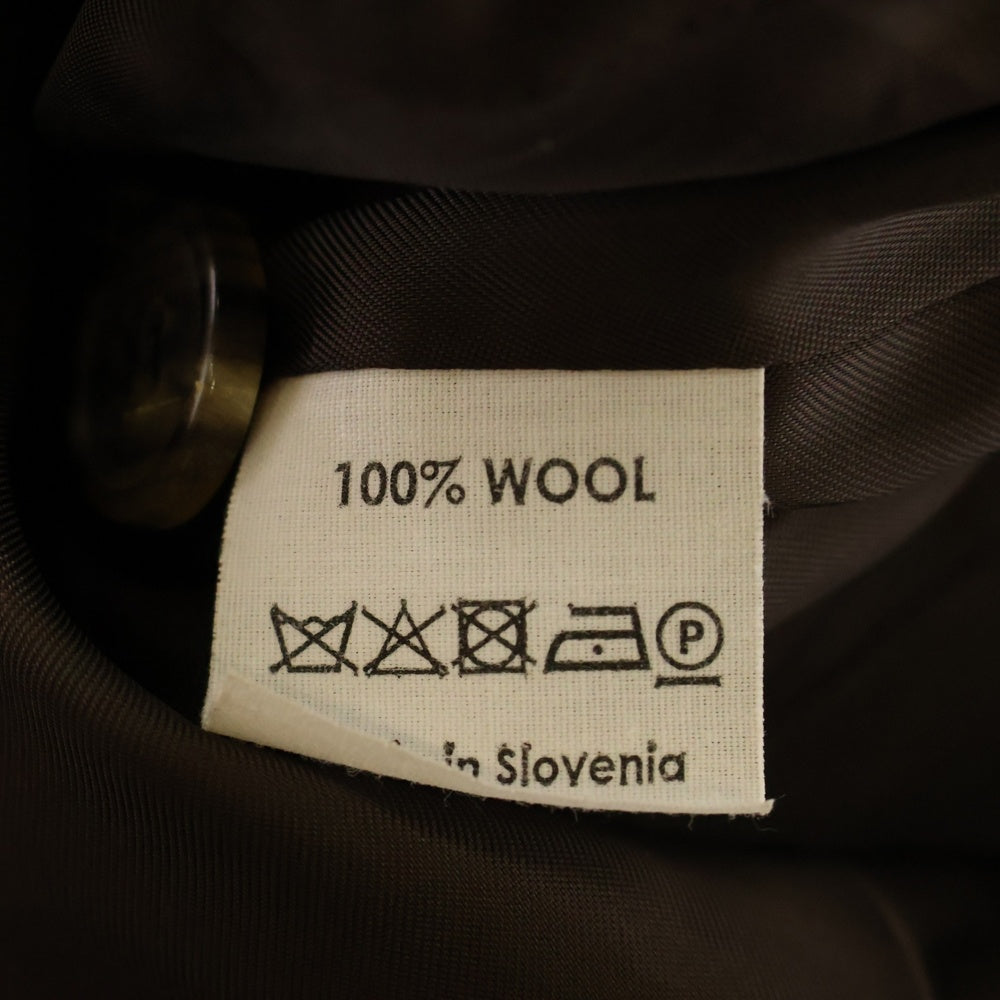 100% WOOL
P
in Slovenia